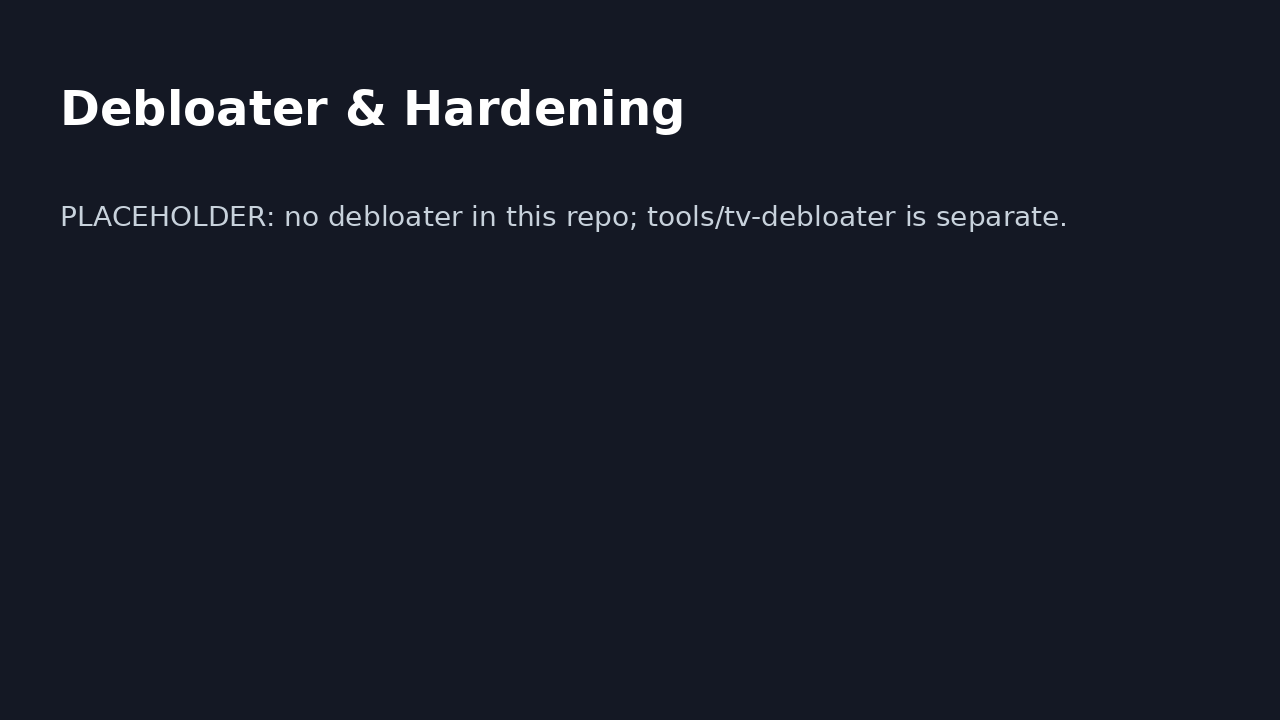 Debloater & Hardening
PLACEHOLDER: no debloater in this repo; tools/tv-debloater is separate.